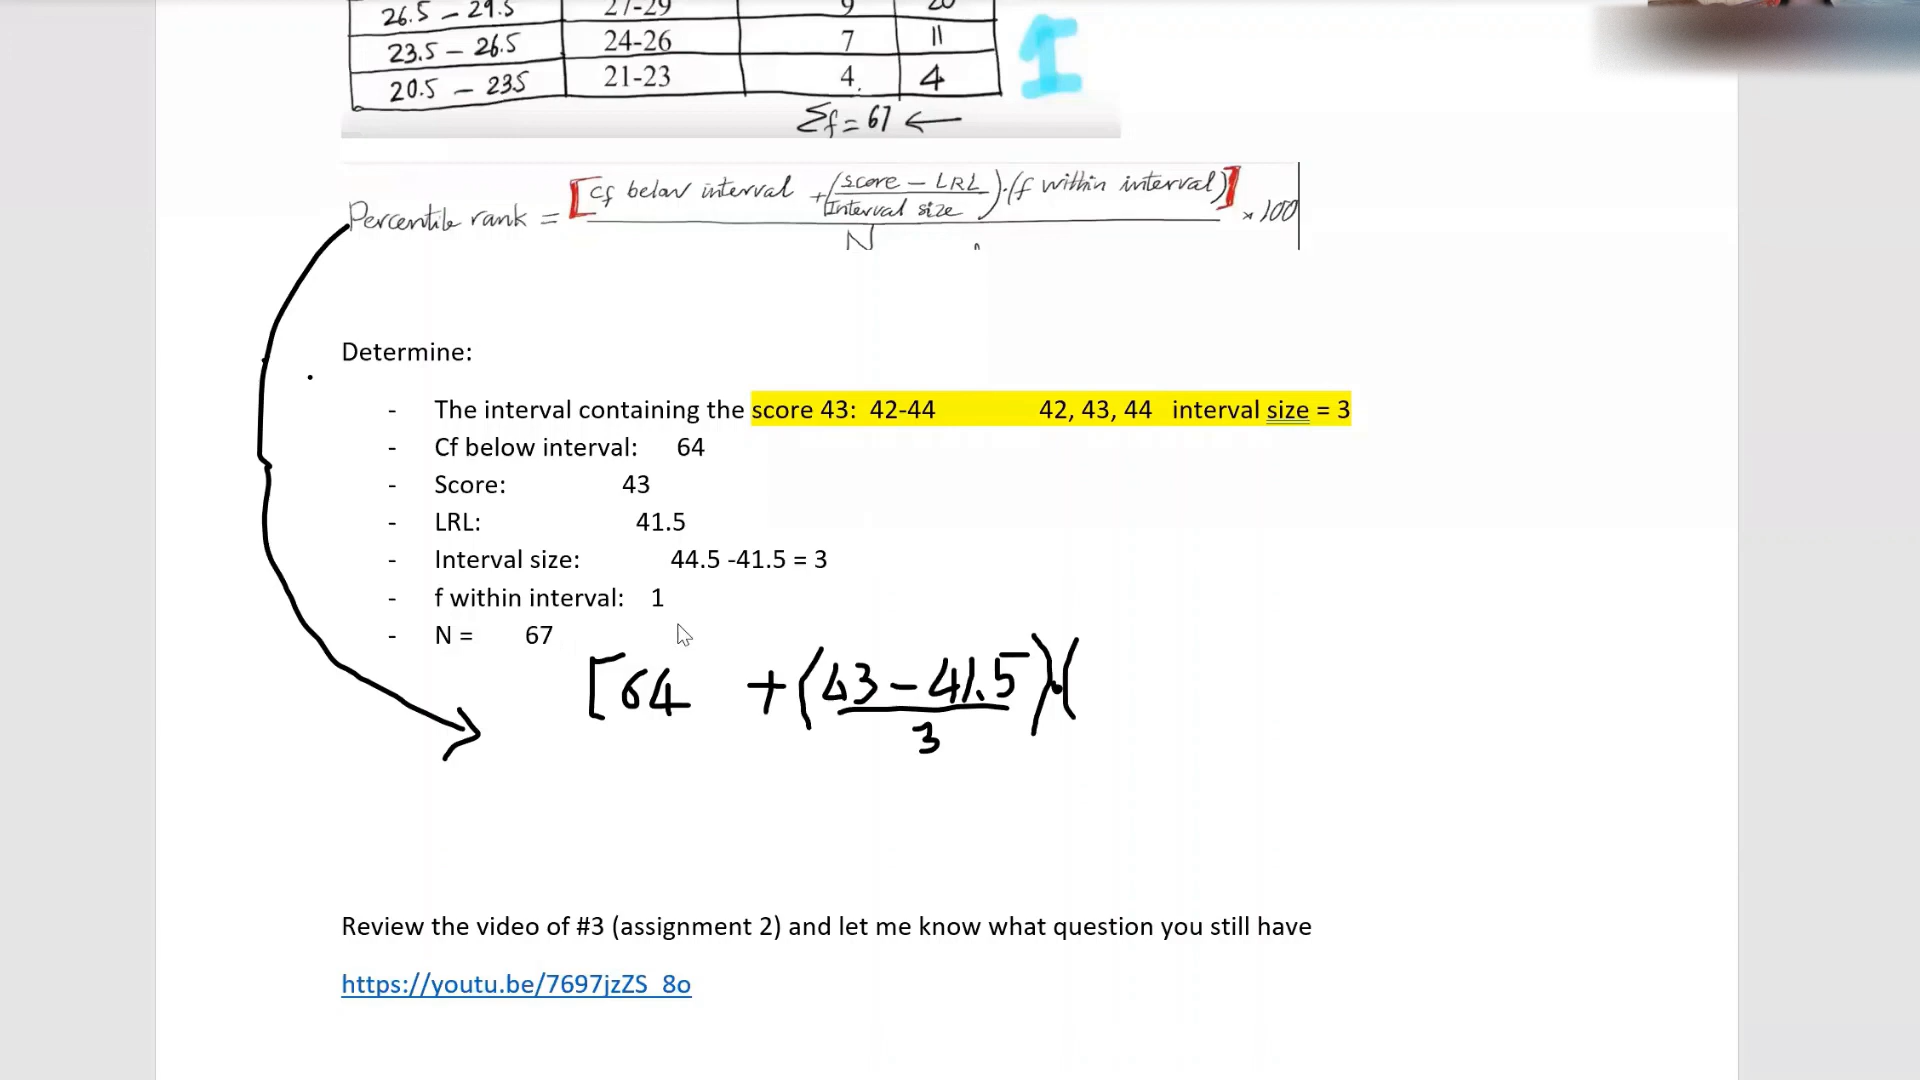 26.5 – 29.5 27-29 9 20
23.5 – 26.5 24-26 7 11
20.5 – 23.5 21-23 4. 4
Σf = 67 ←
Percentile rank = [cf below interval + (score – LRL / Interval size) · (f within interval)] / N × 100
Determine:
- The interval containing the score 43: 42-44 42, 43, 44 interval size = 3
- Cf below interval: 64
- Score: 43
- LRL: 41.5
- Interval size: 44.5 -41.5 = 3
- f within interval: 1
- N = 67
[64 + (43 – 41.5 / 3) · (
Review the video of #3 (assignment 2) and let me know what question you still have
https://youtu.be/7697jzZS_8o